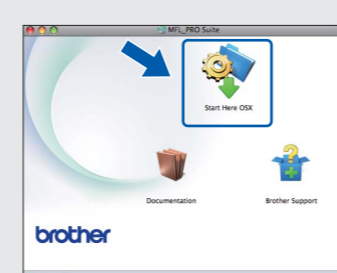 MFL_PRO Suite
Start Here OSX
Documentation
Brother Support
brother